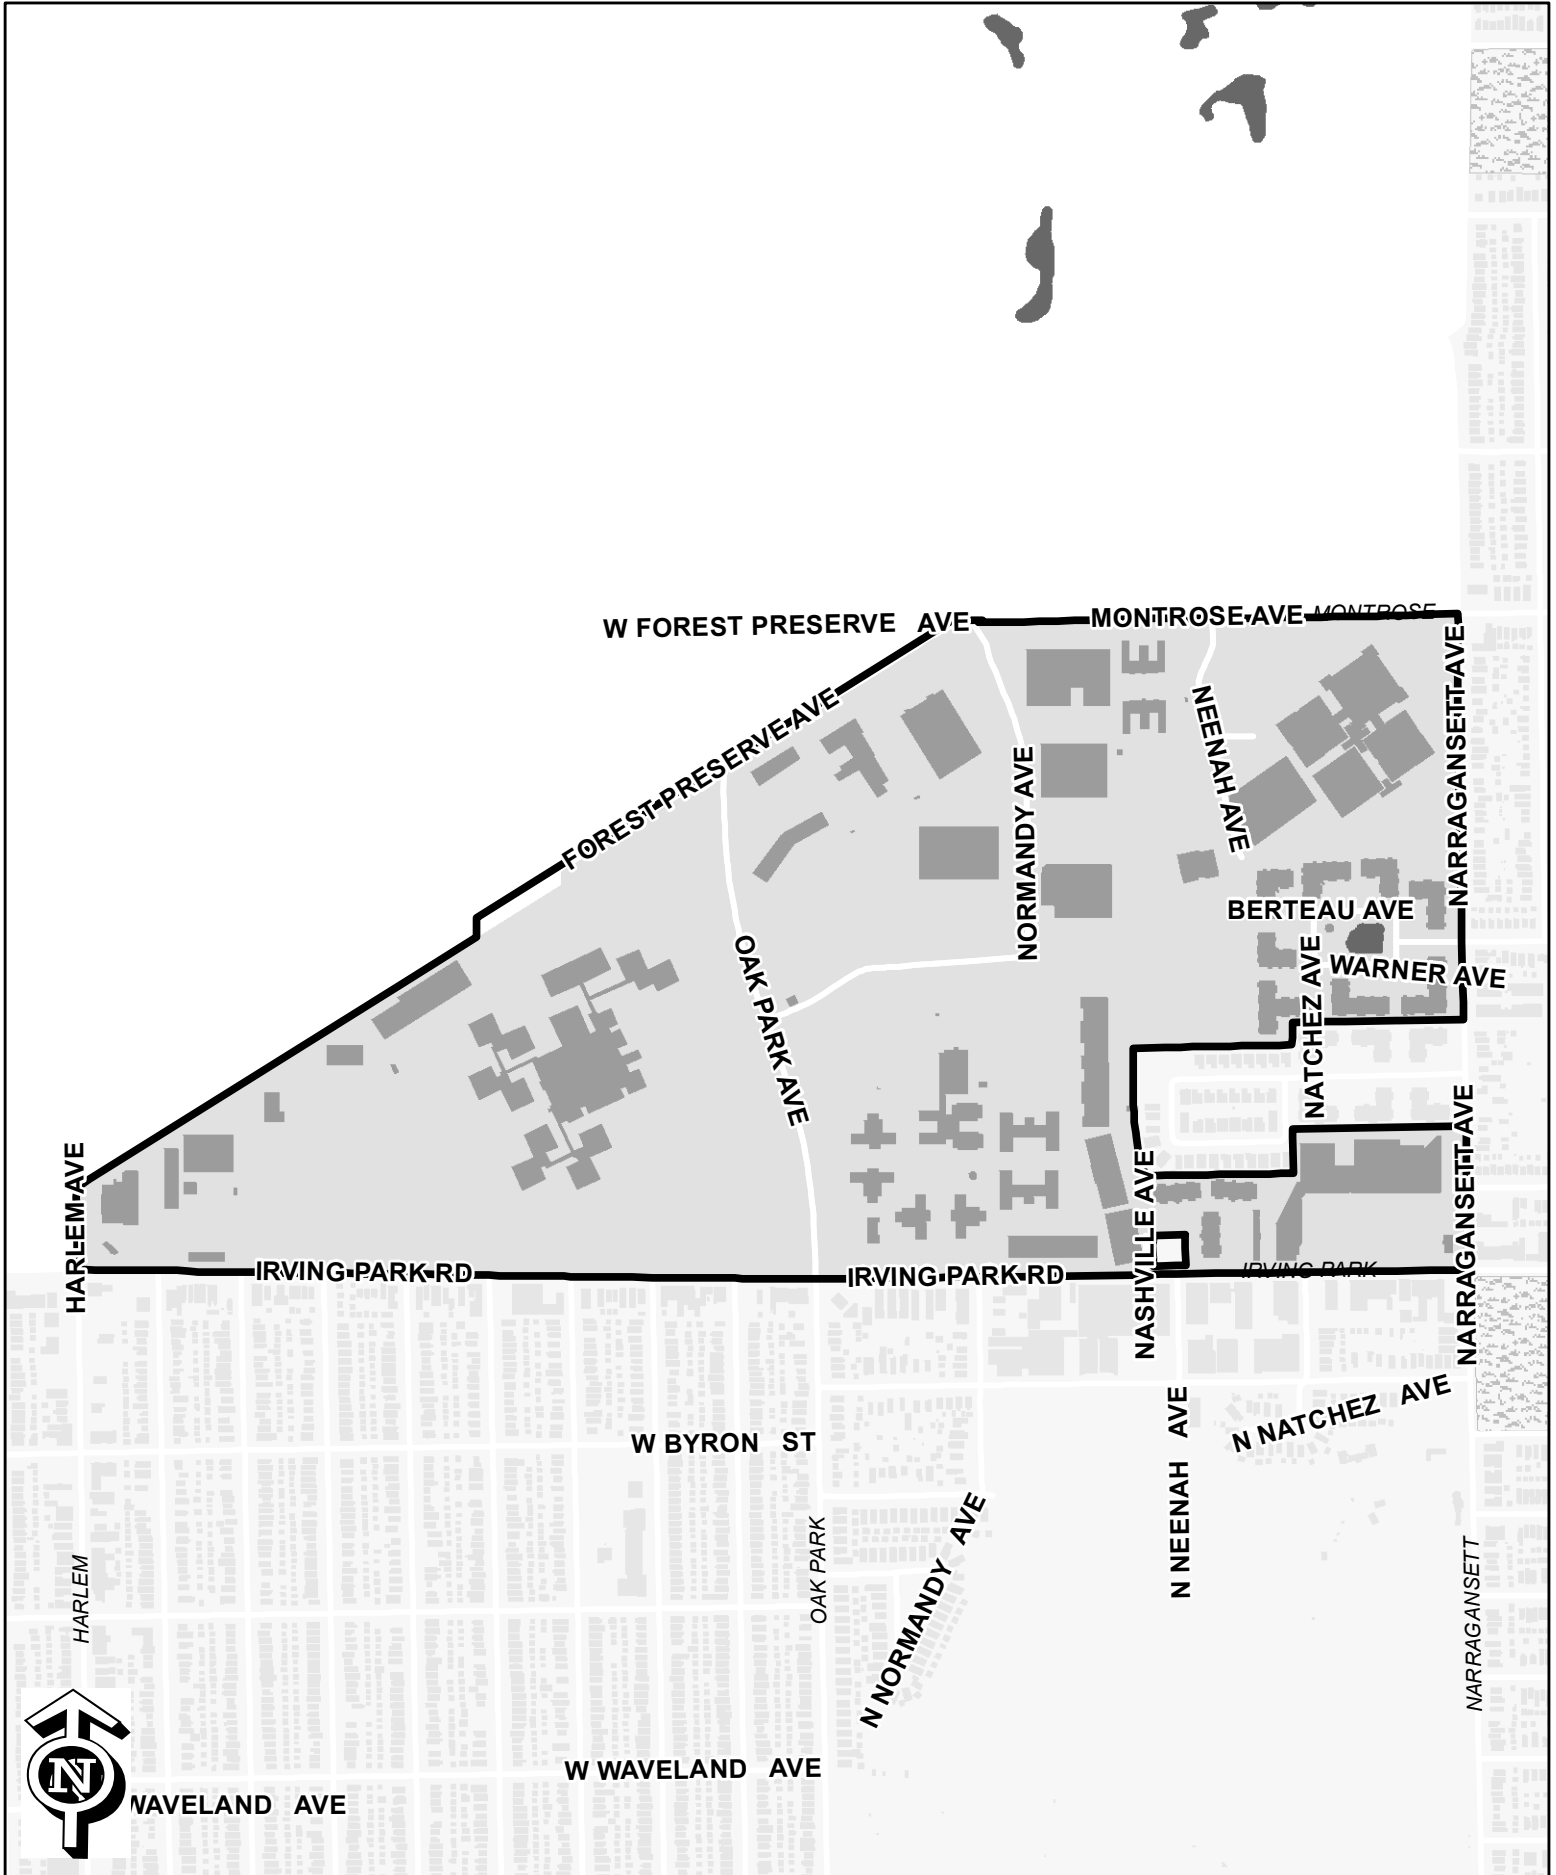 W FOREST PRESERVE AVE
MONTROSE AVE
MONTROSE
FOREST PRESERVE AVE
NORMANDY AVE
NEENAH AVE
NARRAGANSETT AVE
BERTEAU AVE
WARNER AVE
NATCHEZ AVE
OAK PARK AVE
HARLEM AVE
NASHVILLE AVE
NARRAGANSETT AVE
IRVING PARK RD
IRVING PARK RD
IRVING PARK
N NATCHEZ AVE
W BYRON ST
N NEENAH AVE
N NORMANDY AVE
OAK PARK
HARLEM
NARRAGANSETT
W WAVELAND AVE
WAVELAND AVE
N